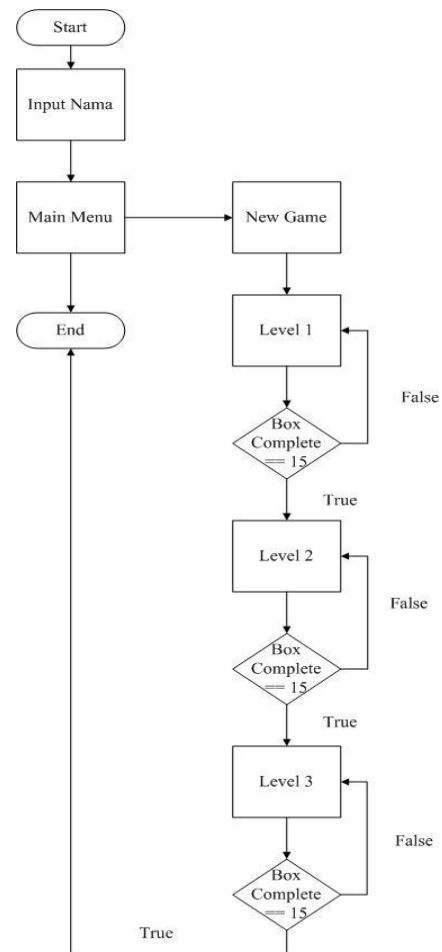 Start
Input Nama
Main Menu
New Game
End
Level 1
False
Box
Complete
== 15
True
Level 2
False
Box
Complete
== 15
True
Level 3
False
Box
Complete
== 15
True